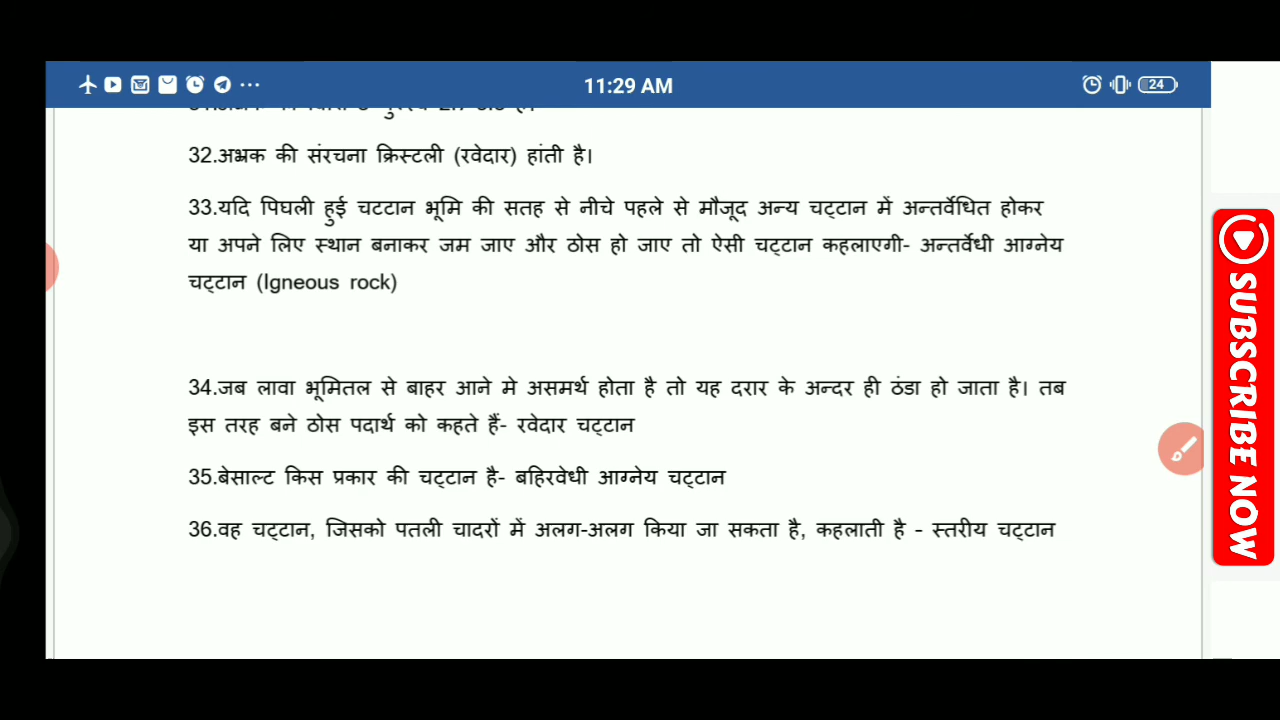 11:29 AM
24
32.अभ्रक की संरचना क्रिस्टली (रवेदार) हांती है।
33.यदि पिघली हुई चटटान भूमि की सतह से नीचे पहले से मौजूद अन्य चट्टान में अन्तर्वेधित होकर
या अपने लिए स्थान बनाकर जम जाए और ठोस हो जाए तो ऐसी चट्टान कहलाएगी- अन्तर्वेधी आग्नेय
चट्टान (lgneous rock)
34.जब लावा भूमितल से बाहर आने मे असमर्थ होता है तो यह दरार के अन्दर ही ठंडा हो जाता है। तब
इस तरह बने ठोस पदार्थ को कहते हैं- रवेदार चट्टान
35.बेसाल्ट किस प्रकार की चट्टान है- बहिरवेधी आग्नेय चट्टान
36.वह चट्टान, जिसको पतली चादरों में अलग-अलग किया जा सकता है, कहलाती है - स्तरीय चट्टान
SUBSCRIBE NOW